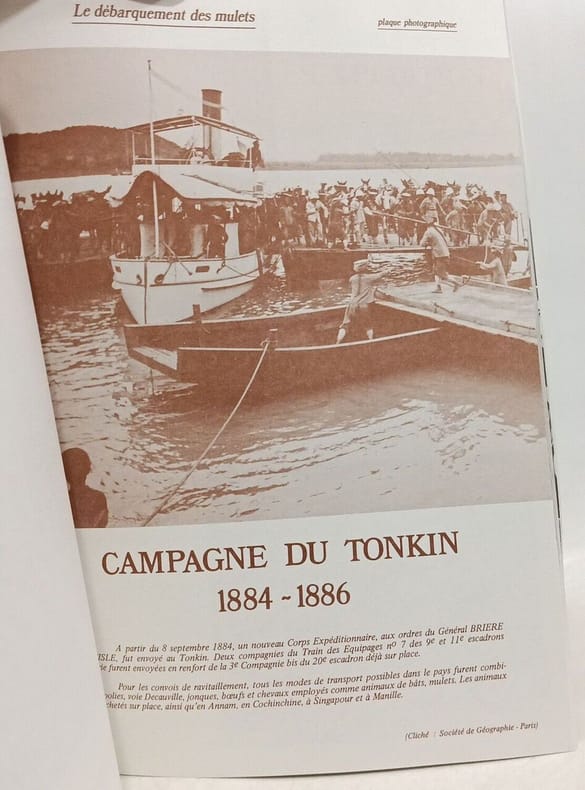 Le débarquement des mulets
plaque photographique
CAMPAGNE DU TONKIN
1884 - 1886
A partir du 8 septembre 1884, un nouveau Corps Expéditionnaire, aux ordres du Général BRIERE
ISLE, fut envoyé au Tonkin. Deux compagnies du Train des Equipages nº 7 des 9e et 11e escadrons
furent envoyées en renfort de la 3e Compagnie bis du 20e escadron déjà sur place.
Pour les convois de ravitaillement, tous les modes de transport possibles dans le pays furent combi-
voie Decauville, jonques, bœufs et chevaux employés comme animaux de bâts, mulets. Les animaux
sur place, ainsi qu'en Annam, en Cochinchine, à Singapour et à Manille.
(Cliché : Société de Géographie - Paris)